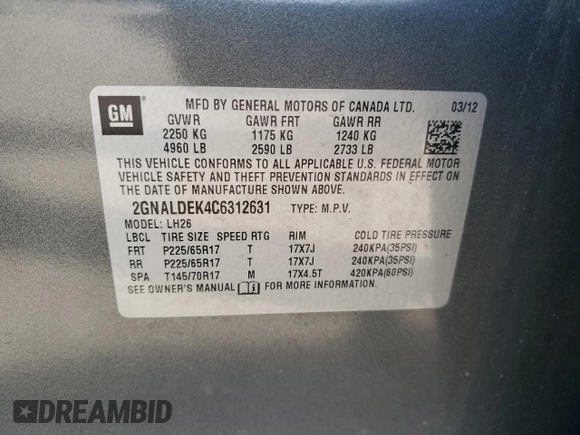 GM
MFD BY GENERAL MOTORS OF CANADA LTD. 03/12
GVWR GAWR FRT GAWR RR
2250 KG 1175 KG 1240 KG
4960 LB 2590 LB 2733 LB
THIS VEHICLE CONFORMS TO ALL APPLICABLE U.S. FEDERAL MOTOR
VEHICLE SAFETY AND THEFT PREVENTION STANDARDS IN EFFECT ON
THE DATE OF MANUFACTURE SHOWN ABOVE.
2GNALDEK4C6312631 TYPE: M.P.V.
MODEL: LH26
LBCL TIRE SIZE SPEED RTG RIM COLD TIRE PRESSURE
FRT P225/65R17 T 17X7J 240KPA(35PSI)
RR P225/65R17 T 17X7J 240KPA(35PSI)
SPA T145/70R17 M 17X4.5T 420KPA(60PSI)
SEE OWNER'S MANUAL i FOR MORE INFORMATION.
DREAMBID